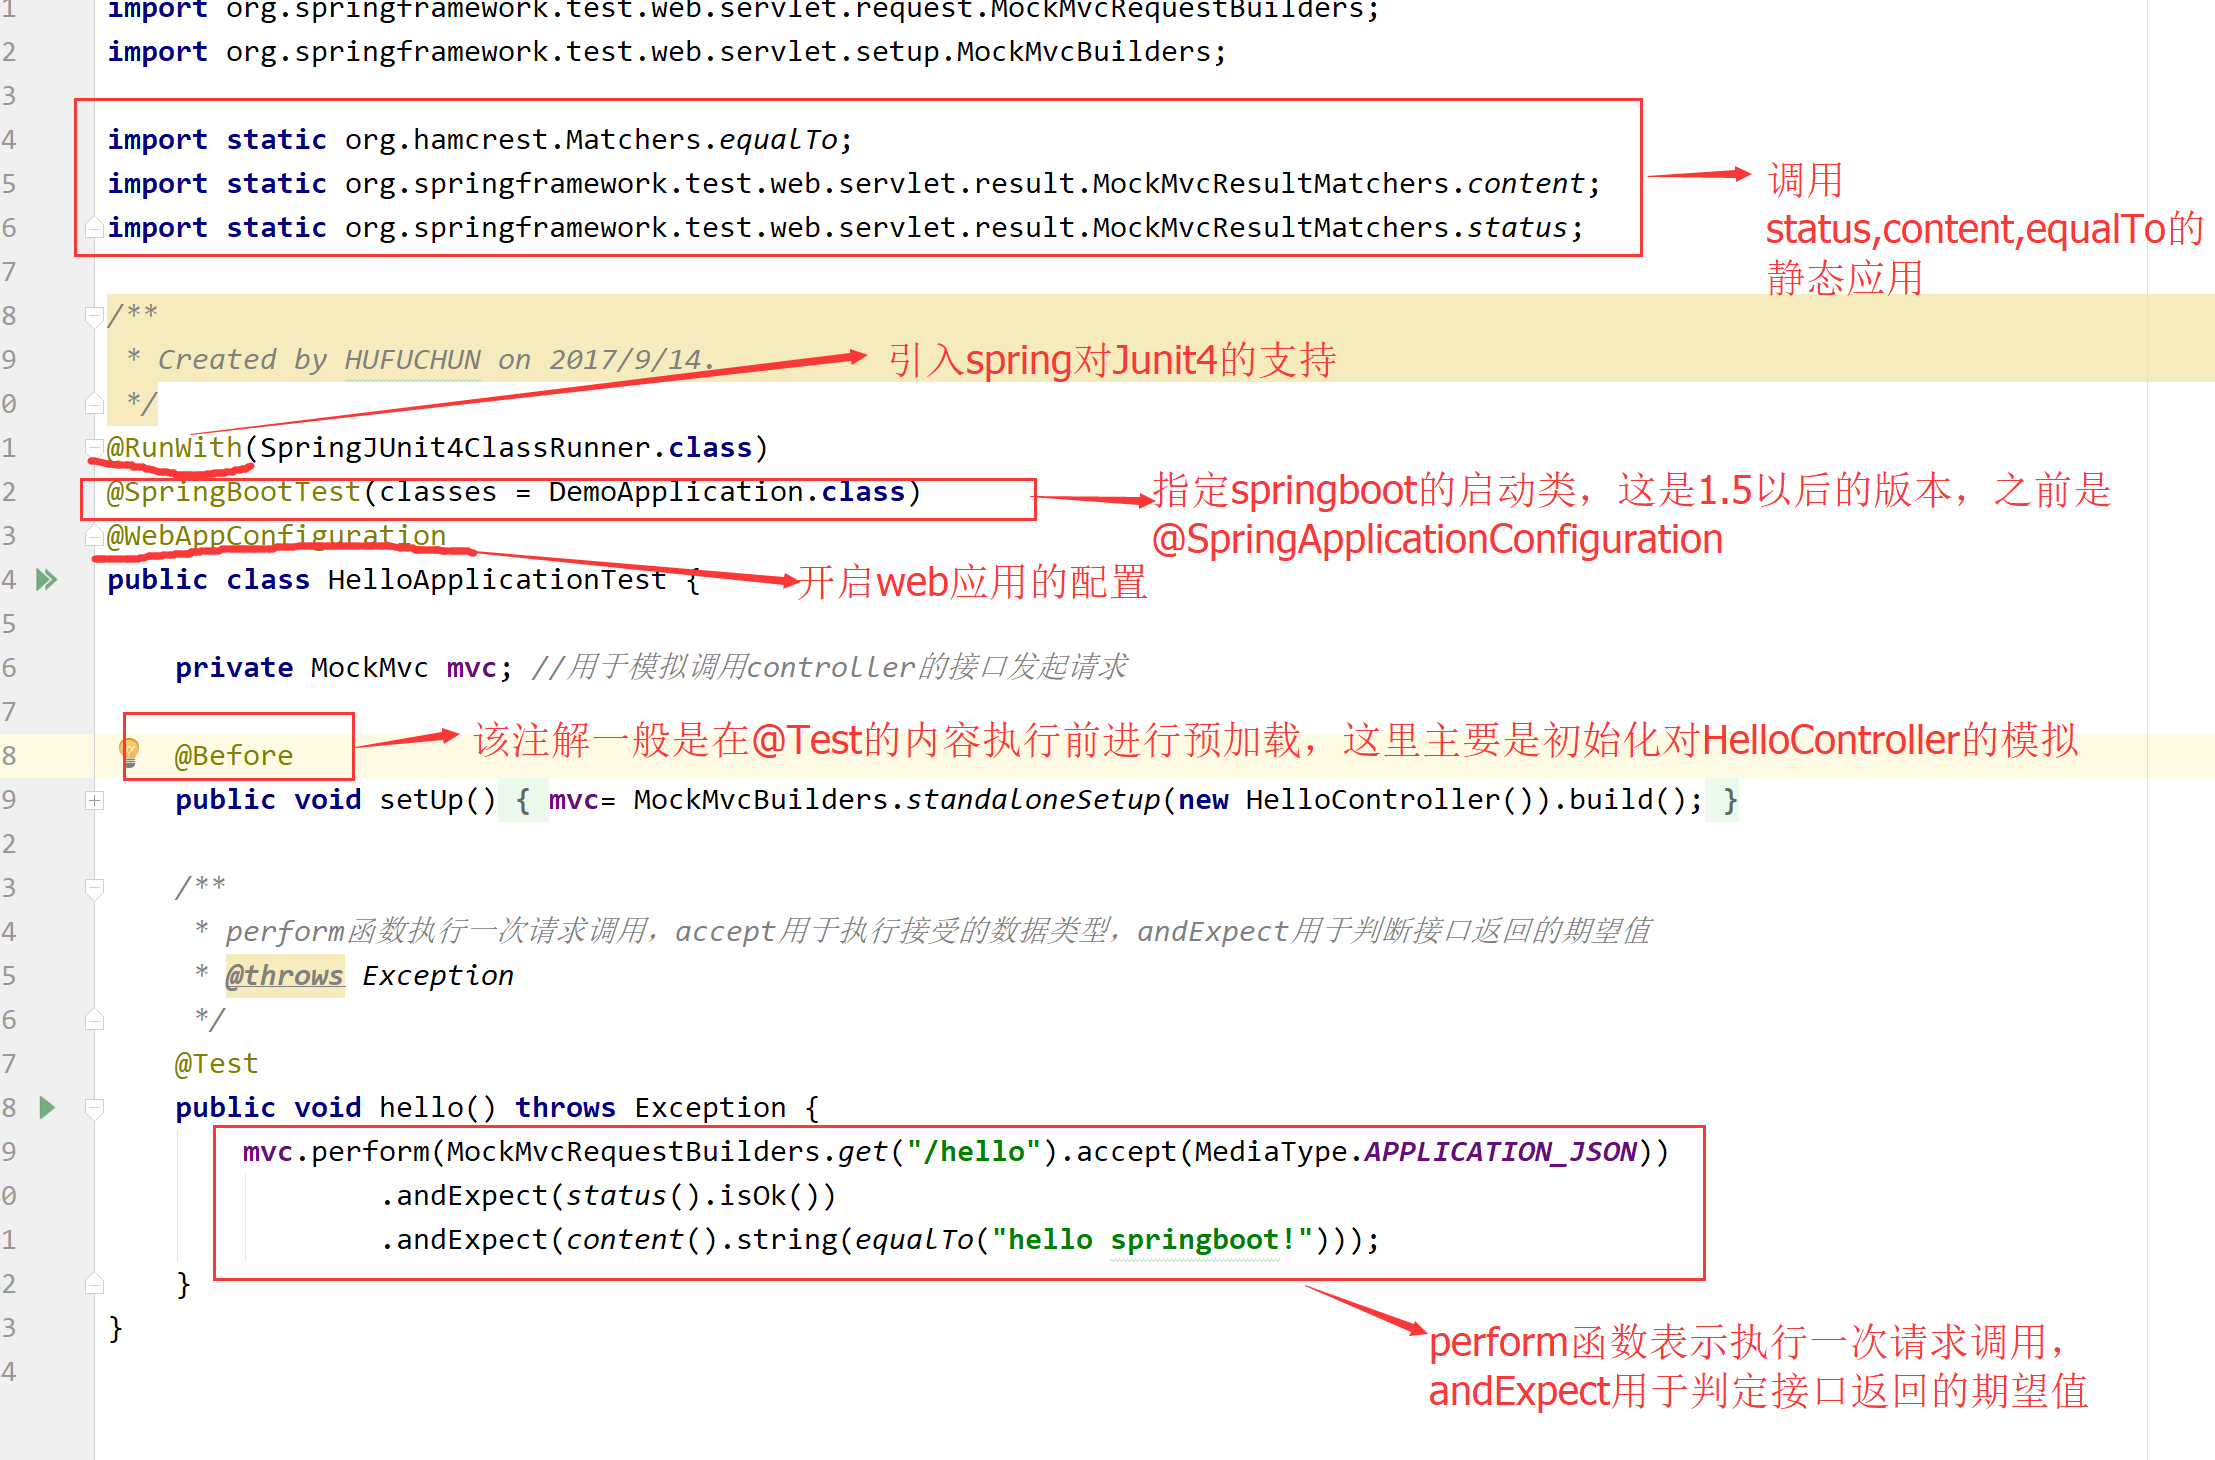 1 import org.springframework.test.web.servlet.request.MockMvcRequestBuilders;
2 import org.springframework.test.web.servlet.setup.MockMvcBuilders;
3
4 import static org.hamcrest.Matchers.equalTo;
5 import static org.springframework.test.web.servlet.result.MockMvcResultMatchers.content;
6 import static org.springframework.test.web.servlet.result.MockMvcResultMatchers.status;
调用
status,content,equalTo的
静态应用
7
8 /**
9 * Created by HUFUCHUN on 2017/9/14.
引入spring对Junit4的支持
0 */
1 @RunWith(SpringJUnit4ClassRunner.class)
2 @SpringBootTest(classes = DemoApplication.class)
指定springboot的启动类，这是1.5以后的版本，之前是
@SpringApplicationConfiguration
3 @WebAppConfiguration
4 public class HelloApplicationTest {
开启web应用的配置
5
6 private MockMvc mvc; //用于模拟调用controller的接口发起请求
7
8 @Before
该注解一般是在@Test的内容执行前进行预加载，这里主要是初始化对HelloController的模拟
9 public void setUp() { mvc= MockMvcBuilders.standaloneSetup(new HelloController()).build(); }
2
3 /**
4 * perform函数执行一次请求调用，accept用于执行接受的数据类型，andExpect用于判断接口返回的期望值
5 * @throws Exception
6 */
7 @Test
8 public void hello() throws Exception {
9 mvc.perform(MockMvcRequestBuilders.get("/hello").accept(MediaType.APPLICATION_JSON))
0 .andExpect(status().isOk())
1 .andExpect(content().string(equalTo("hello springboot!")));
2 }
3 }
perform函数表示执行一次请求调用，
4
andExpect用于判定接口返回的期望值